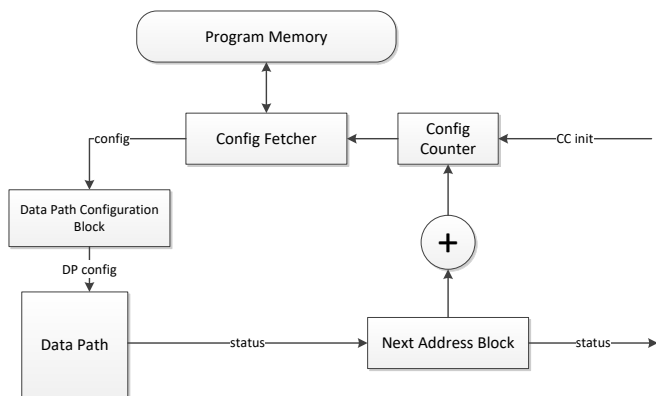 Program Memory
Config Fetcher
Config
Counter
CC init
config
Data Path Configuration
Block
+
DP config
Data Path
status
Next Address Block
status